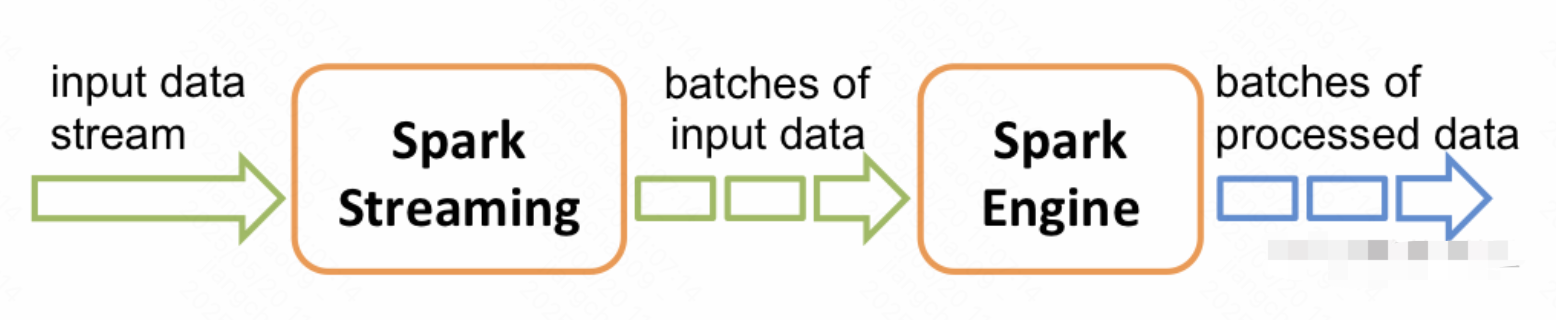 input data
stream
Spark
Streaming
batches of
input data
Spark
Engine
batches of
processed data